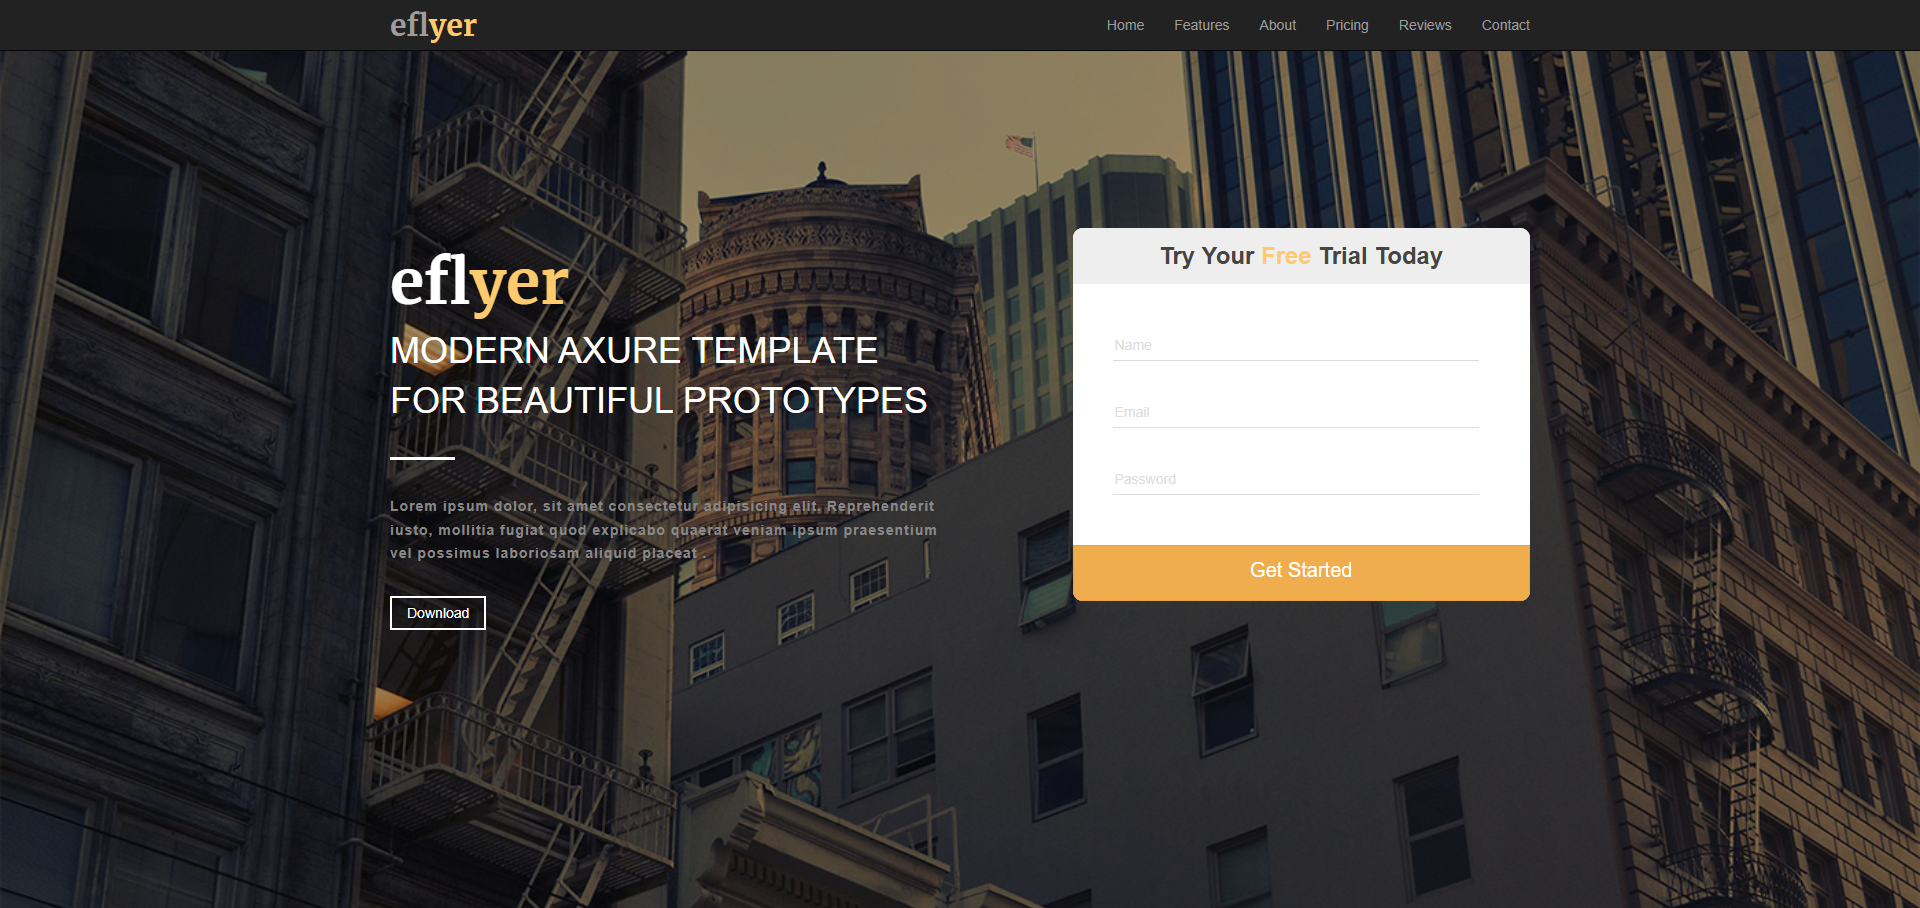 eflyer
Home Features About Pricing Reviews Contact
eflyer
MODERN AXURE TEMPLATE
FOR BEAUTIFUL PROTOTYPES
Lorem ipsum dolor, sit amet consectetur adipisicing elit. Reprehenderit
iusto, mollitia fugiat quod explicabo quaerat veniam ipsum praesentium
vel possimus laboriosam aliquid placeat .
Download
Try Your Free Trial Today
Name
Email
Password
Get Started